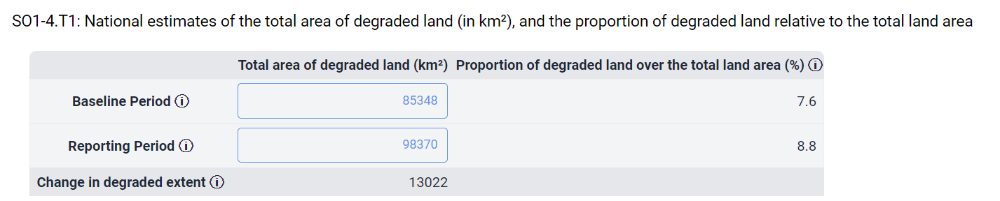 SO1-4.T1: National estimates of the total area of degraded land (in km²), and the proportion of degraded land relative to the total land area
Total area of degraded land (km²) Proportion of degraded land over the total land area (%) ⓘ
Baseline Period ⓘ 85348 7.6
Reporting Period ⓘ 98370 8.8
Change in degraded extent ⓘ 13022